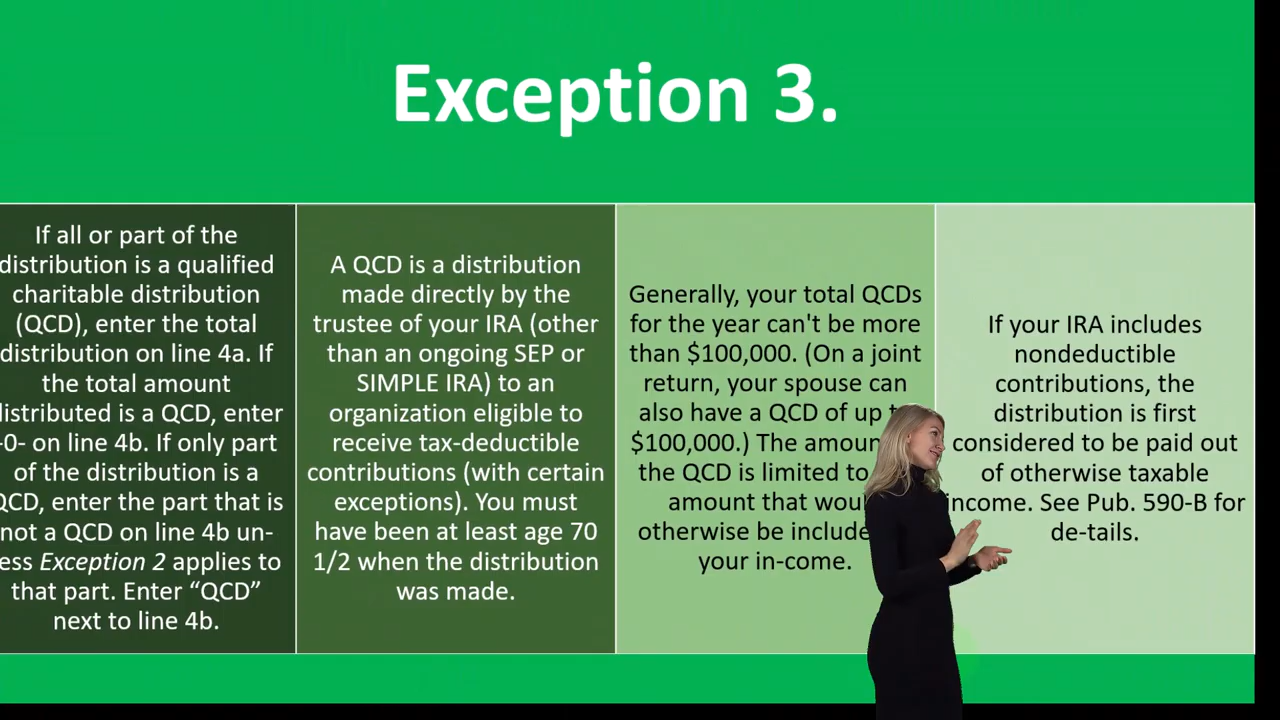 Exception 3.
If all or part of the
distribution is a qualified
charitable distribution
(QCD), enter the total
distribution on line 4a. If
the total amount
distributed is a QCD, enter
-0- on line 4b. If only part
of the distribution is a
QCD, enter the part that is
not a QCD on line 4b un-
ess Exception 2 applies to
that part. Enter “QCD”
next to line 4b.
A QCD is a distribution
made directly by the
trustee of your IRA (other
than an ongoing SEP or
SIMPLE IRA) to an
organization eligible to
receive tax-deductible
contributions (with certain
exceptions). You must
have been at least age 70
1/2 when the distribution
was made.
Generally, your total QCDs
for the year can't be more
than $100,000. (On a joint
return, your spouse can
also have a QCD of up to
$100,000.) The amount
the QCD is limited to
amount that would
otherwise be include
your in-come.
If your IRA includes
nondeductible
contributions, the
distribution is first
considered to be paid out
of otherwise taxable
income. See Pub. 590-B for
de-tails.